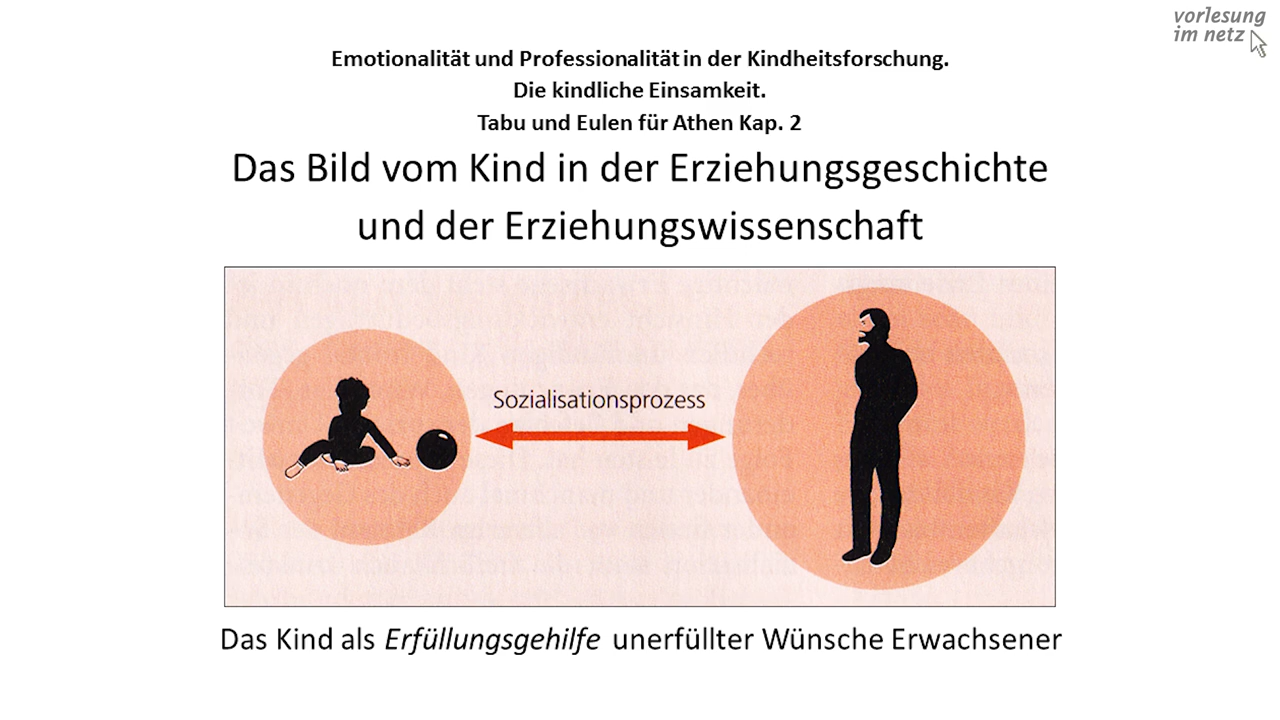 vorlesung
im netz
Emotionalität und Professionalität in der Kindheitsforschung.
Die kindliche Einsamkeit.
Tabu und Eulen für Athen Kap. 2
Das Bild vom Kind in der Erziehungsgeschichte
und der Erziehungswissenschaft
Sozialisationsprozess
Das Kind als Erfüllungsgehilfe unerfüllter Wünsche Erwachsener